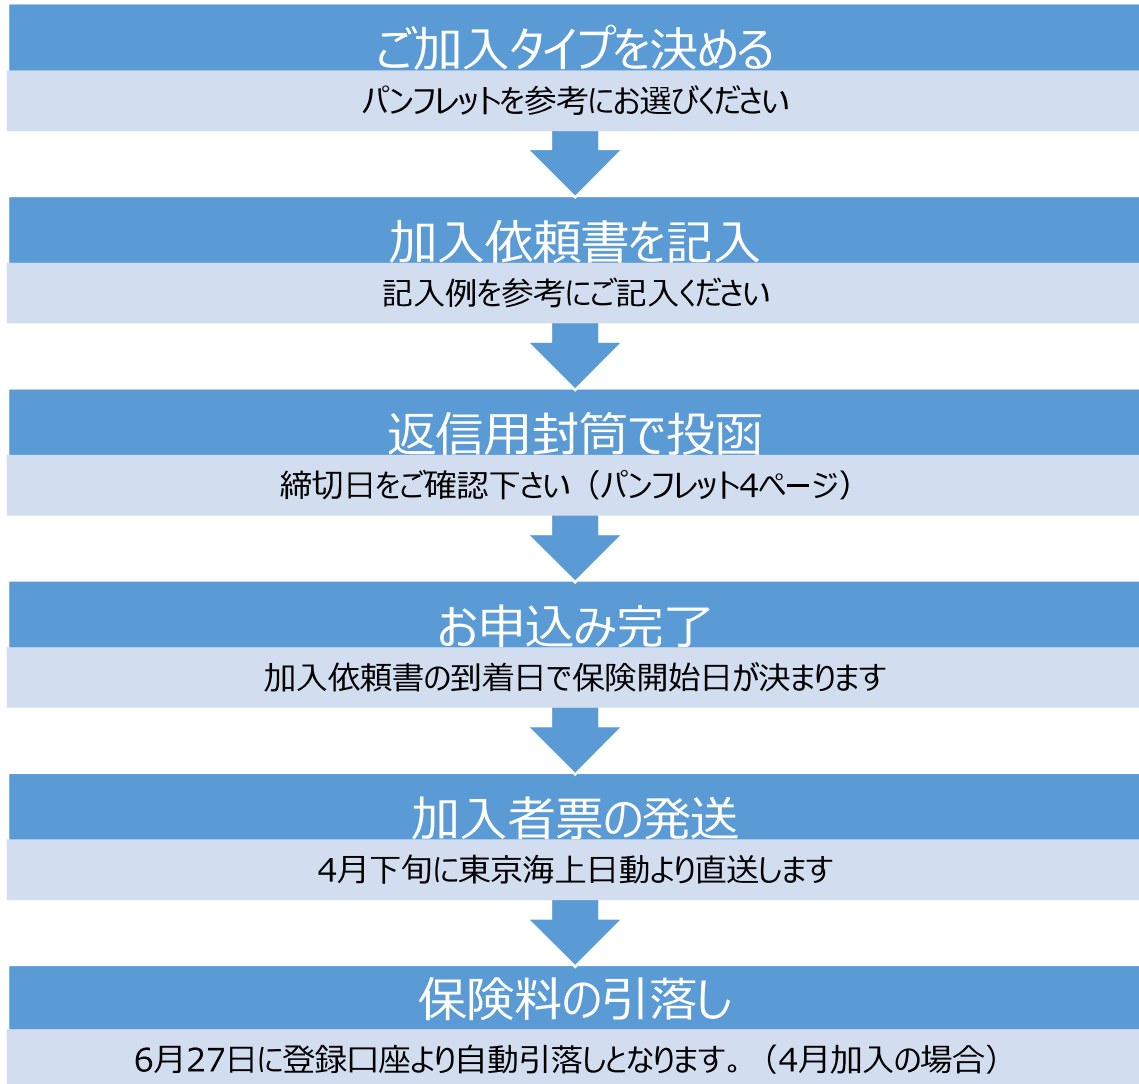 ご加入タイプを決める
パンフレットを参考にお選びください
加入依頼書を記入
記入例を参考にご記入ください
返信用封筒で投函
締切日をご確認下さい（パンフレット4ページ）
お申込み完了
加入依頼書の到着日で保険開始日が決まります
加入者票の発送
4月下旬に東京海上日動より直送します
保険料の引落し
6月27日に登録口座より自動引落しとなります。（4月加入の場合）